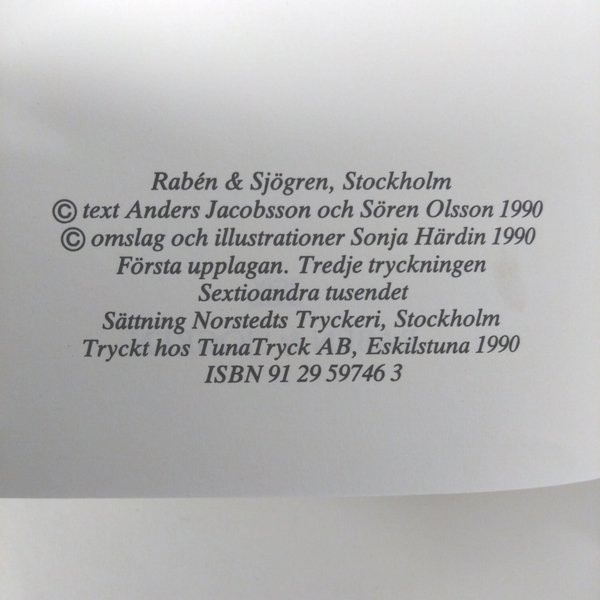 Rabén & Sjögren, Stockholm
© text Anders Jacobsson och Sören Olsson 1990
© omslag och illustrationer Sonja Härdin 1990
Första upplagan. Tredje tryckningen
Sextioandra tusendet
Sättning Norstedts Tryckeri, Stockholm
Tryckt hos TunaTryck AB, Eskilstuna 1990
ISBN 91 29 59746 3